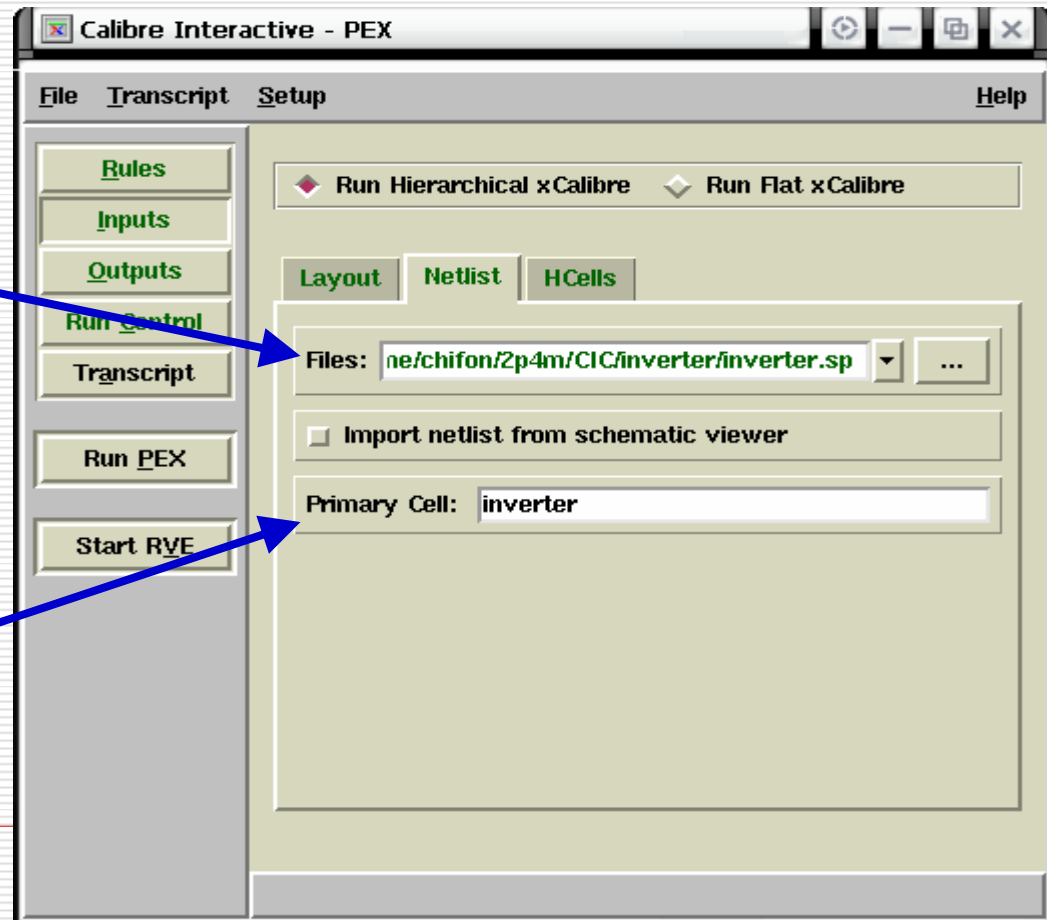 Calibre Interactive - PEX
File Transcript Setup Help
Rules
Inputs
Outputs
Run Control
Transcript
Run PEX
Start RVE
Run Hierarchical xCalibre Run Flat xCalibre
Layout Netlist HCells
Files: ne/chifon/2p4m/CIC/inverter/inverter.sp ...
Import netlist from schematic viewer
Primary Cell: inverter